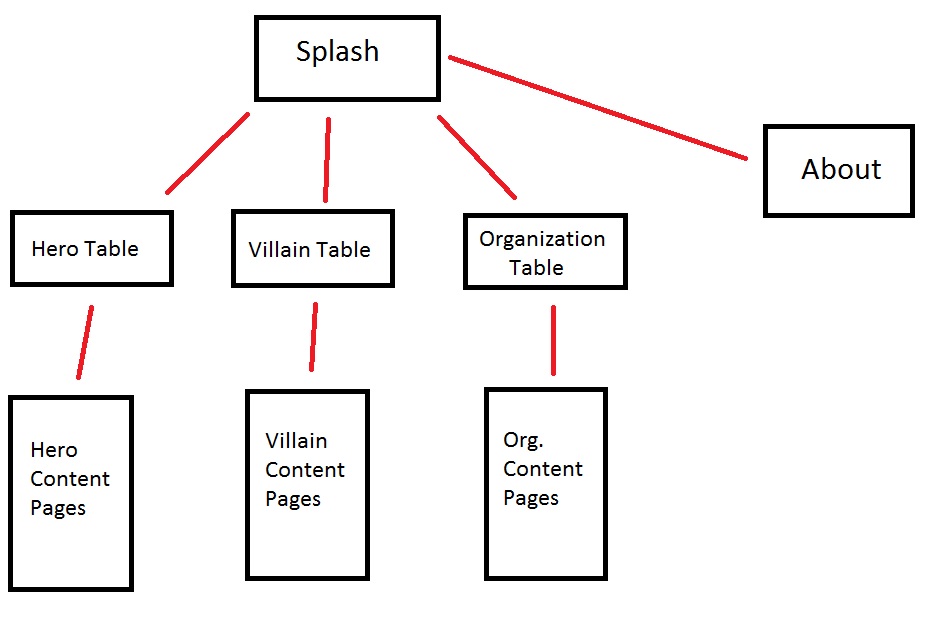 Splash
About
Hero Table
Villain Table
Organization
Table
Hero
Content
Pages
Villain
Content
Pages
Org.
Content
Pages